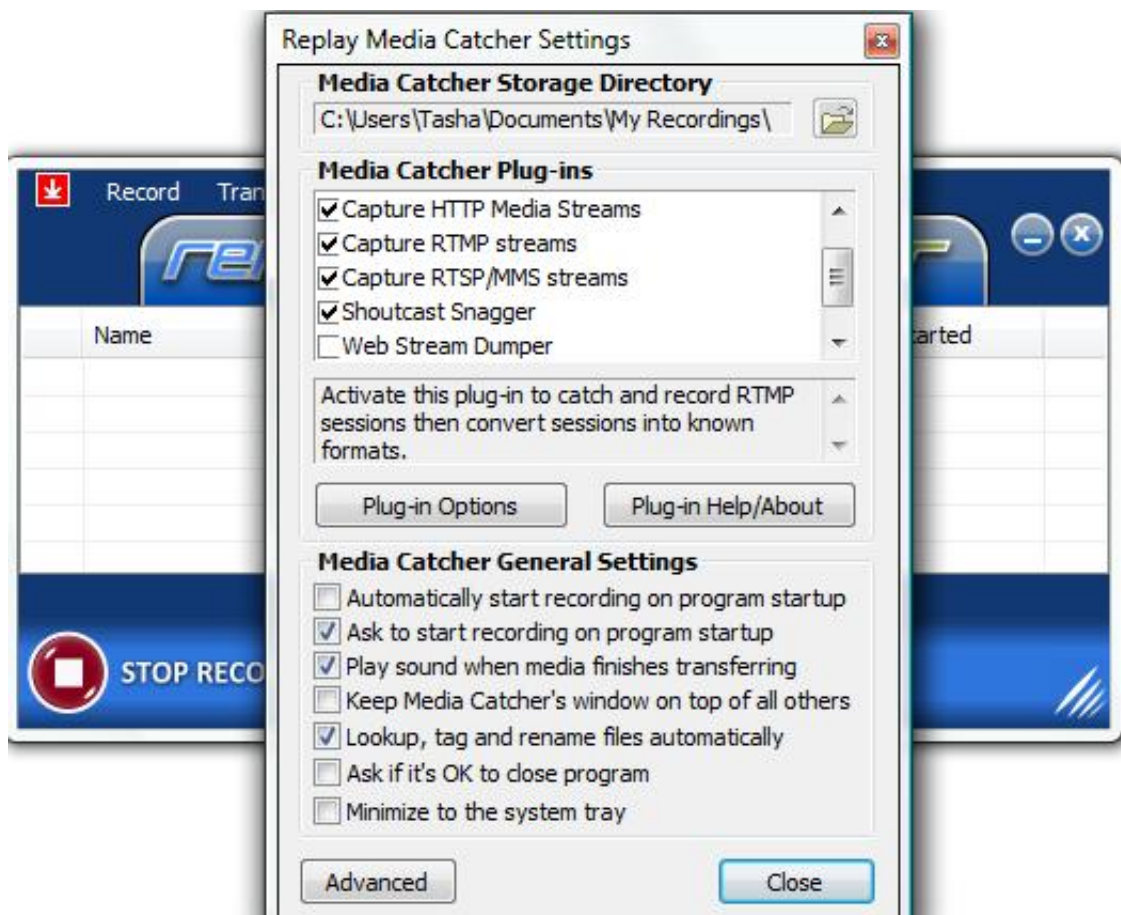 Replay Media Catcher Settings
Media Catcher Storage Directory
C:\Users\Tasha\Documents\My Recordings\
Record
Media Catcher Plug-ins
Capture HTTP Media Streams
Capture RTMP streams
Capture RTSP/MMS streams
Shoutcast Snagger
Web Stream Dumper
Name
Activate this plug-in to catch and record RTMP
sessions then convert sessions into known
formats.
Plug-in Options Plug-in Help/About
Media Catcher General Settings
Automatically start recording on program startup
Ask to start recording on program startup
Play sound when media finishes transferring
Keep Media Catcher's window on top of all others
Lookup, tag and rename files automatically
Ask if it's OK to close program
Minimize to the system tray
STOP
Advanced Close